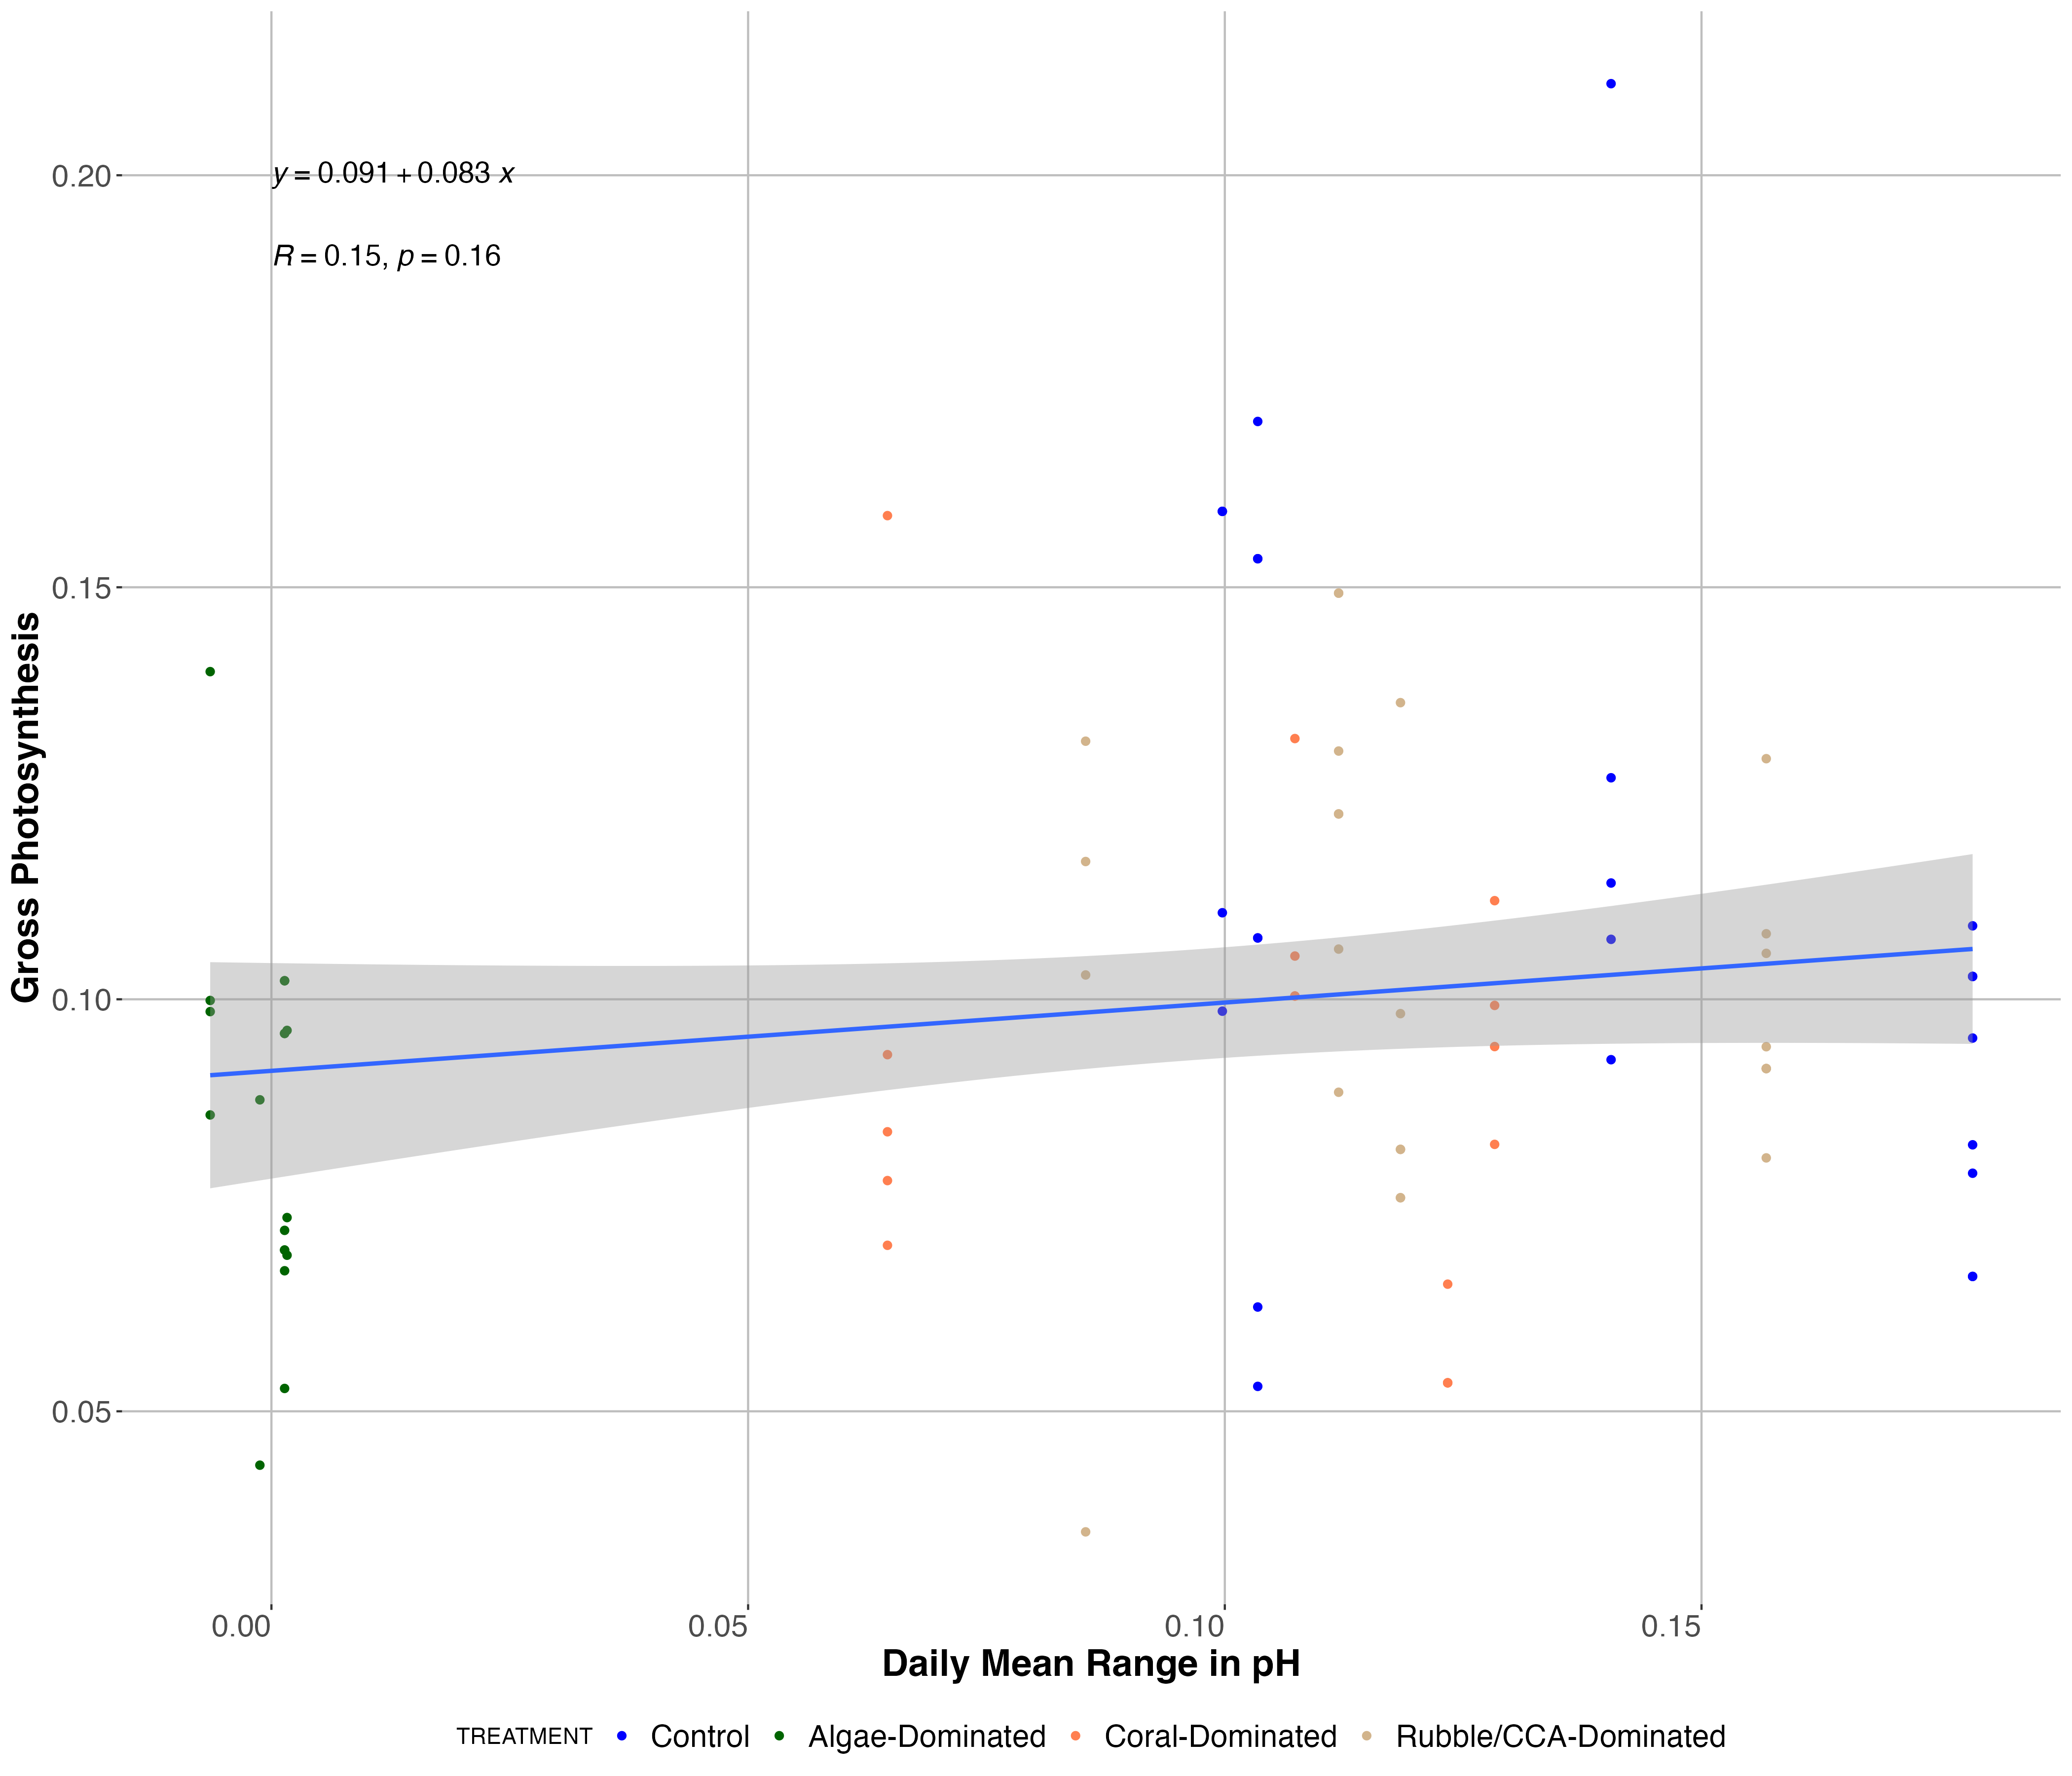 y = 0.091 + 0.083 x
R = 0.15, p = 0.16
Gross Photosynthesis
0.20
0.15
0.10
0.05
0.00 0.05 0.10 0.15
Daily Mean Range in pH
TREATMENT Control Algae-Dominated Coral-Dominated Rubble/CCA-Dominated